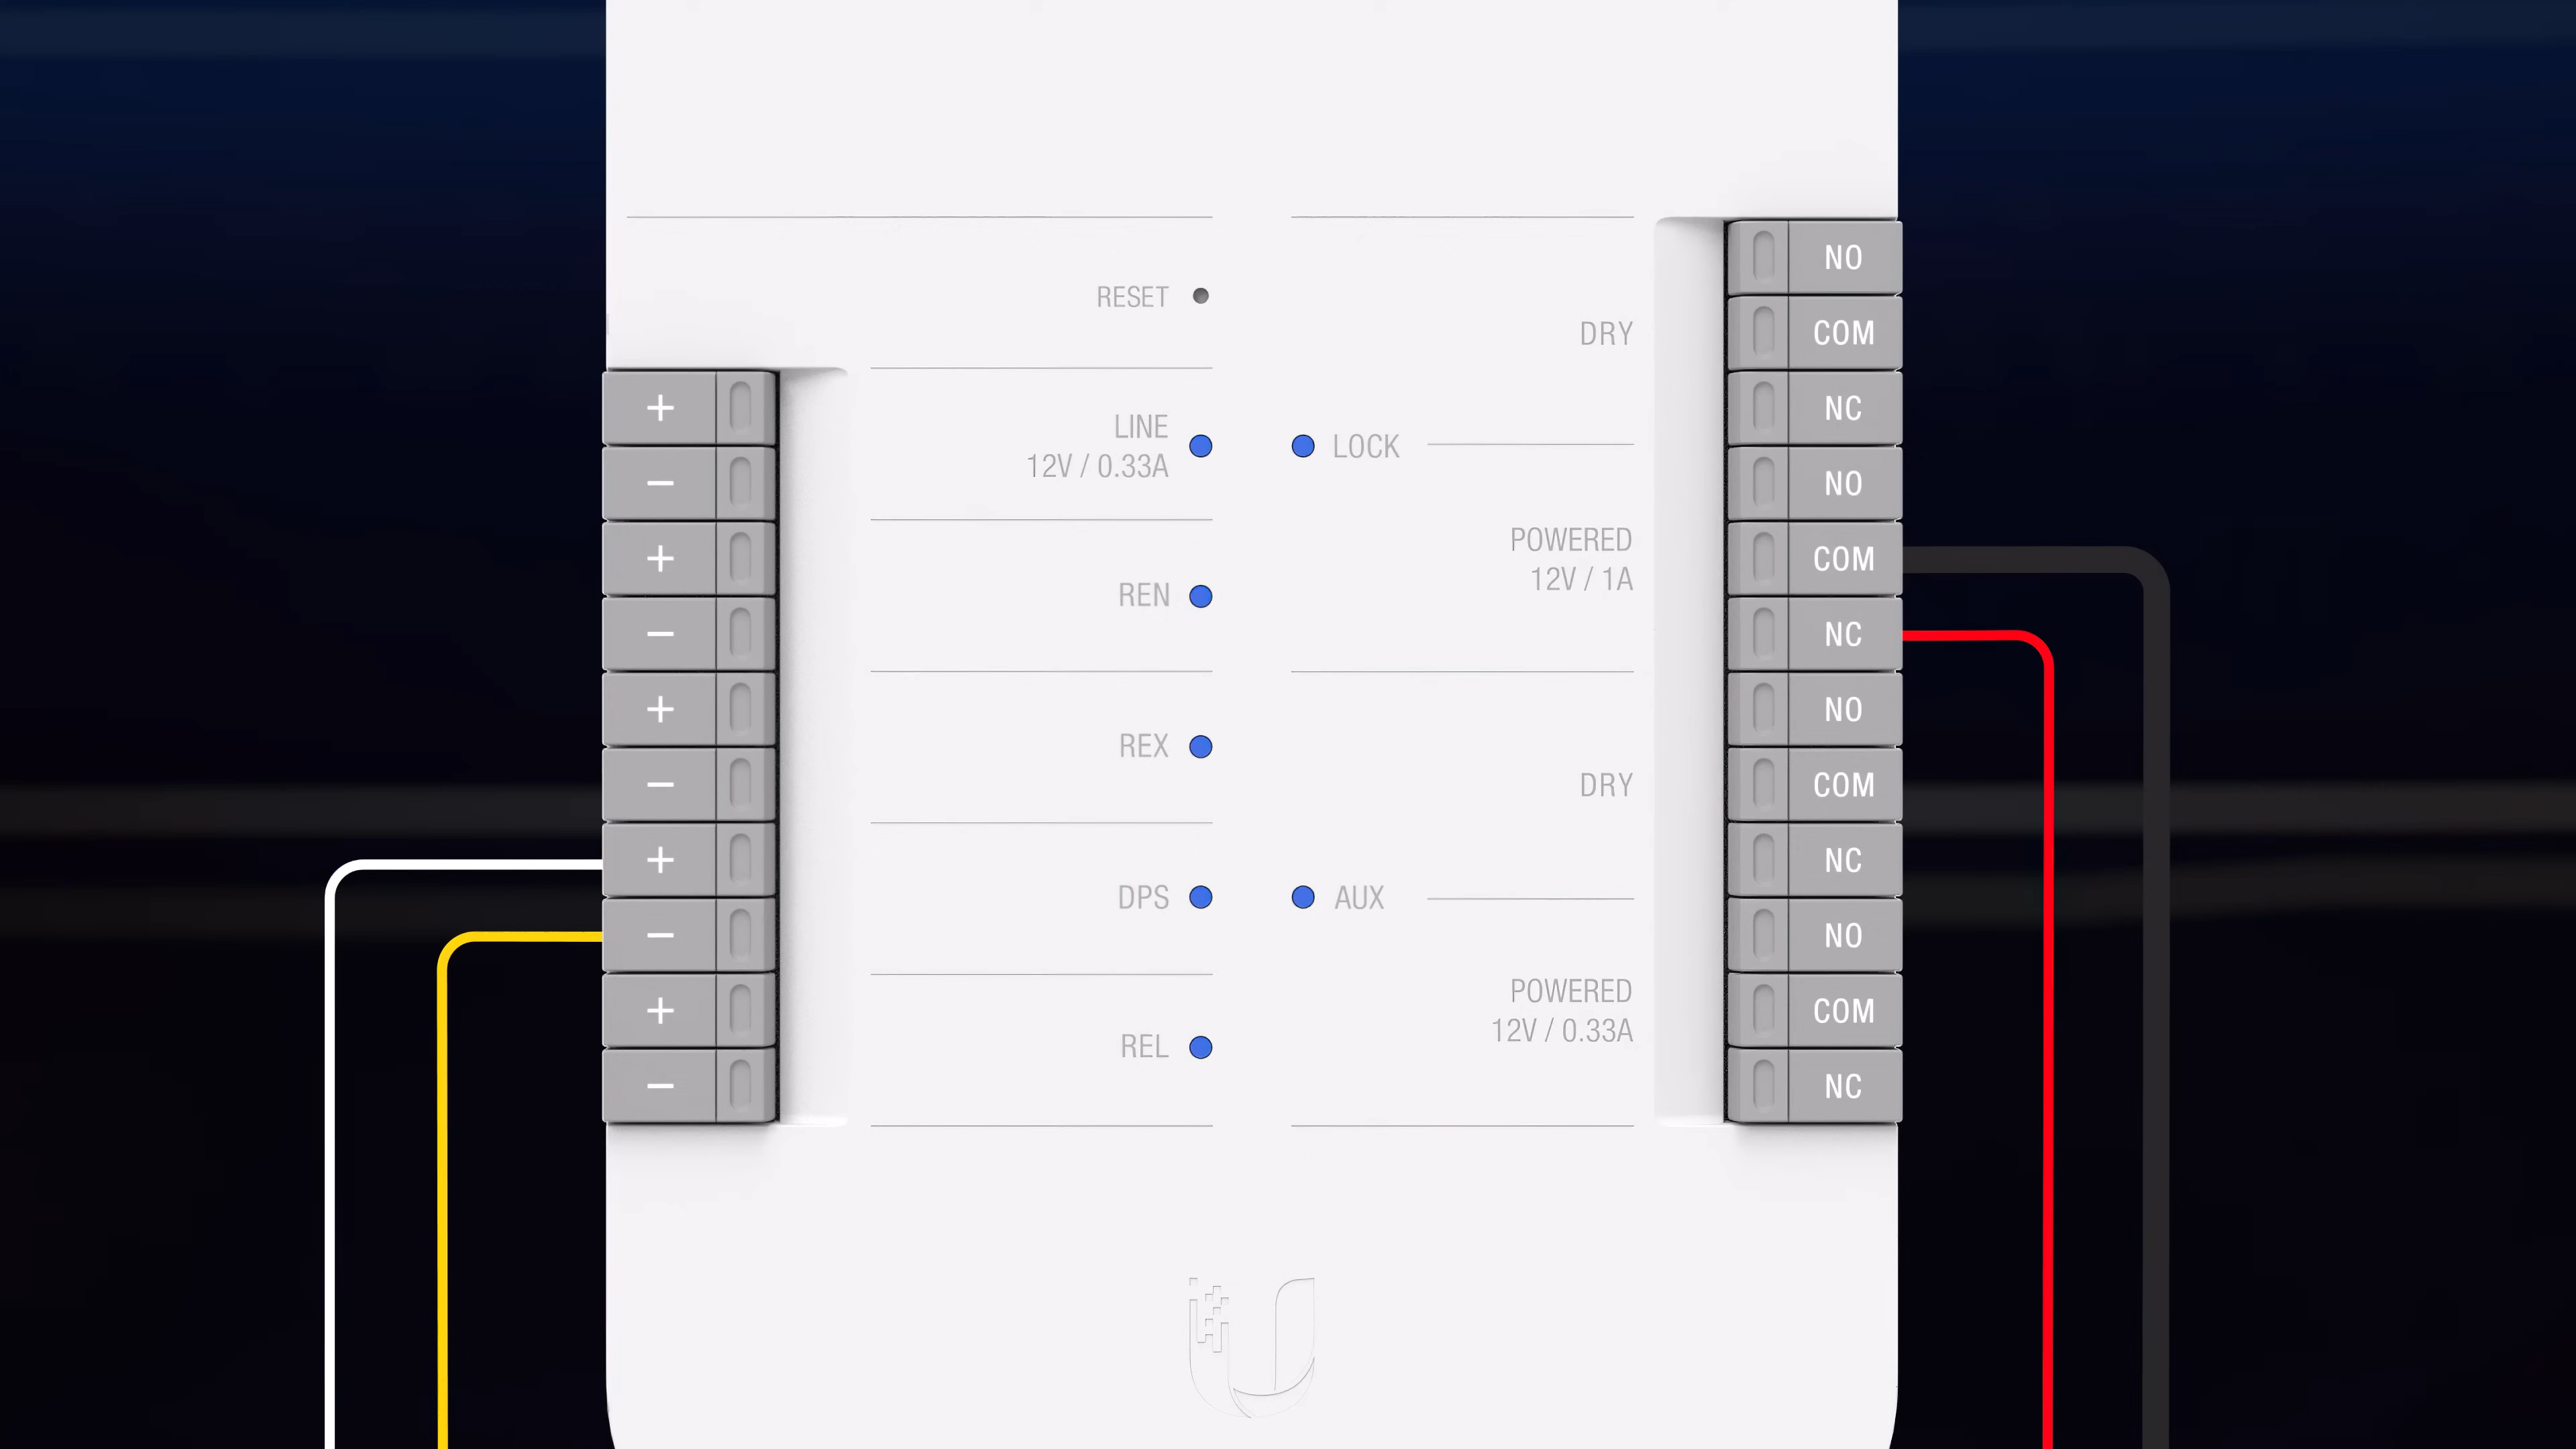 RESET
LINE
12V / 0.33A
REN
REX
DPS
REL
+
−
+
−
+
−
+
−
+
−
DRY
LOCK
POWERED
12V / 1A
DRY
AUX
POWERED
12V / 0.33A
NO
COM
NC
NO
COM
NC
NO
COM
NC
NO
COM
NC